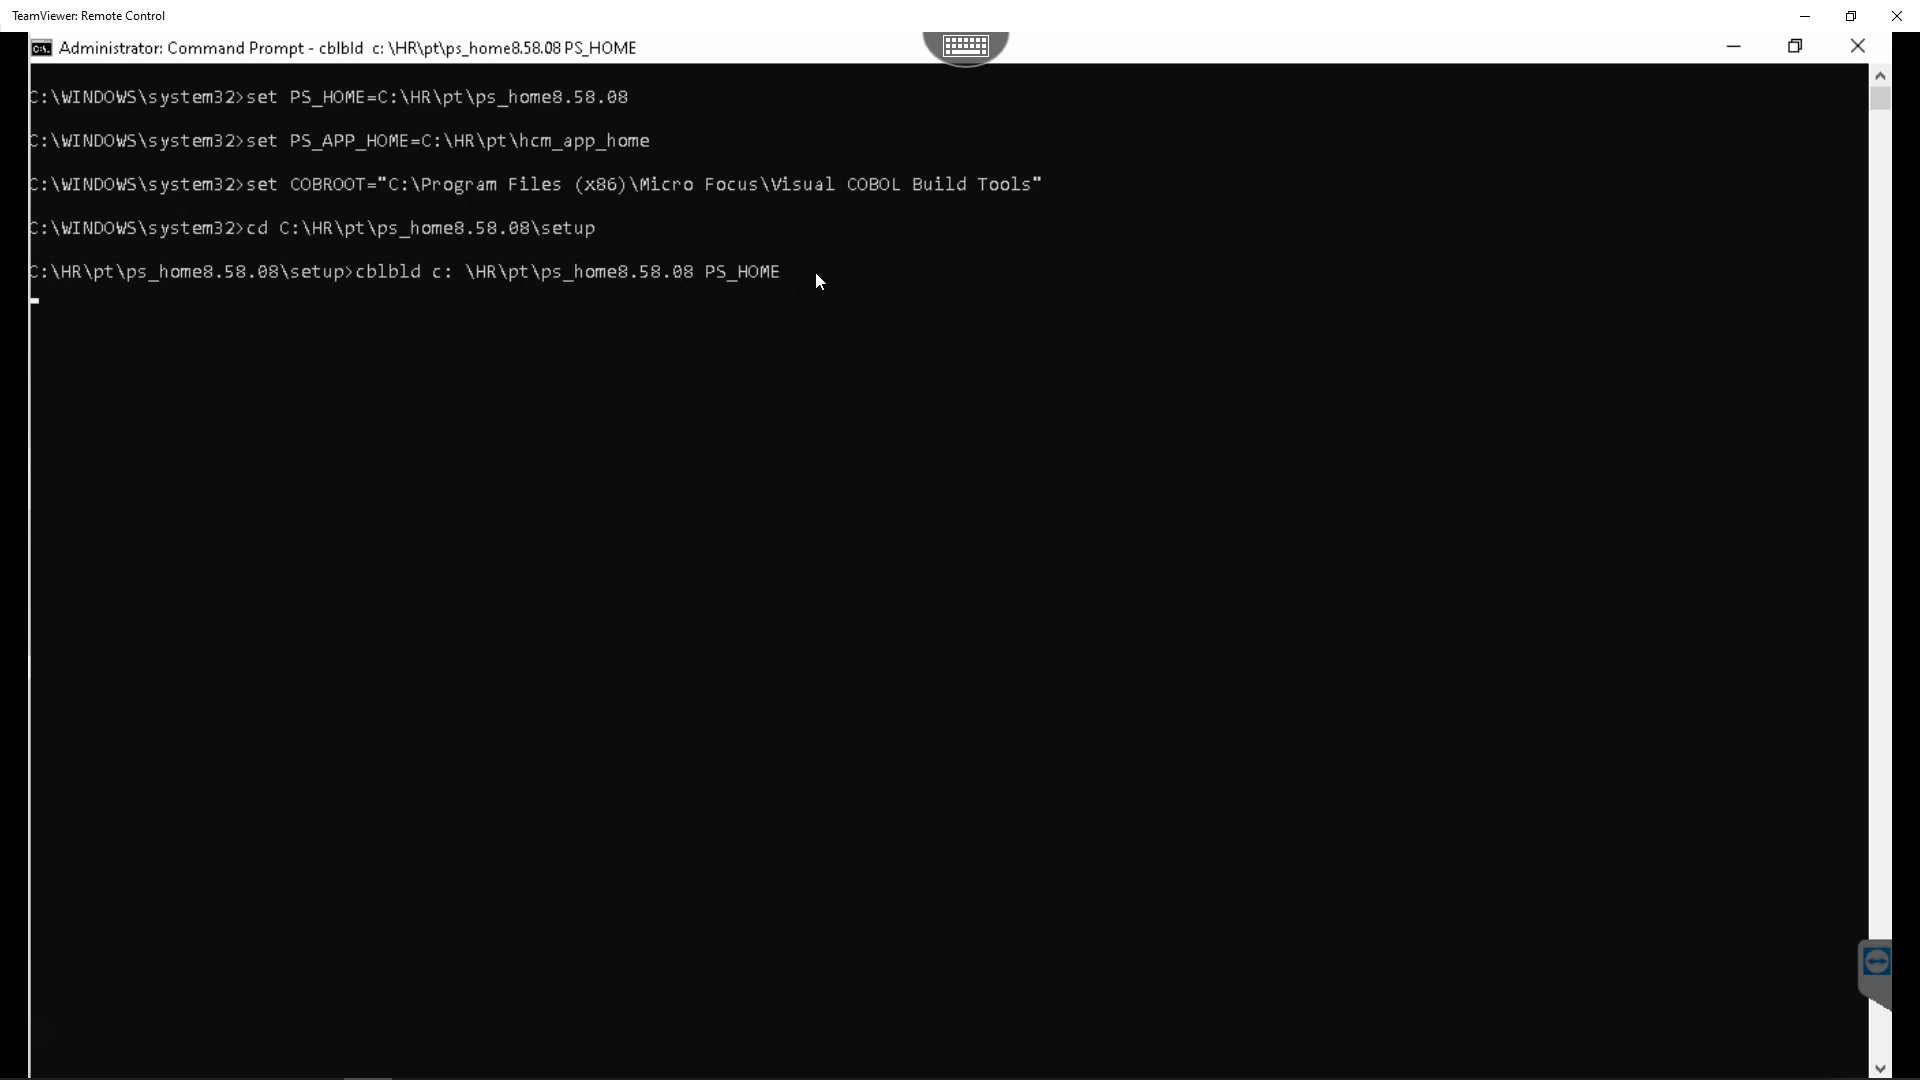 TeamViewer: Remote Control
Administrator: Command Prompt - cblbld  c: \HR\pt\ps_home8.58.08 PS_HOME
C:\WINDOWS\system32>set PS_HOME=C:\HR\pt\ps_home8.58.08
C:\WINDOWS\system32>set PS_APP_HOME=C:\HR\pt\hcm_app_home
C:\WINDOWS\system32>set COBROOT="C:\Program Files (x86)\Micro Focus\Visual COBOL Build Tools"
C:\WINDOWS\system32>cd C:\HR\pt\ps_home8.58.08\setup
C:\HR\pt\ps_home8.58.08\setup>cblbld c: \HR\pt\ps_home8.58.08 PS_HOME